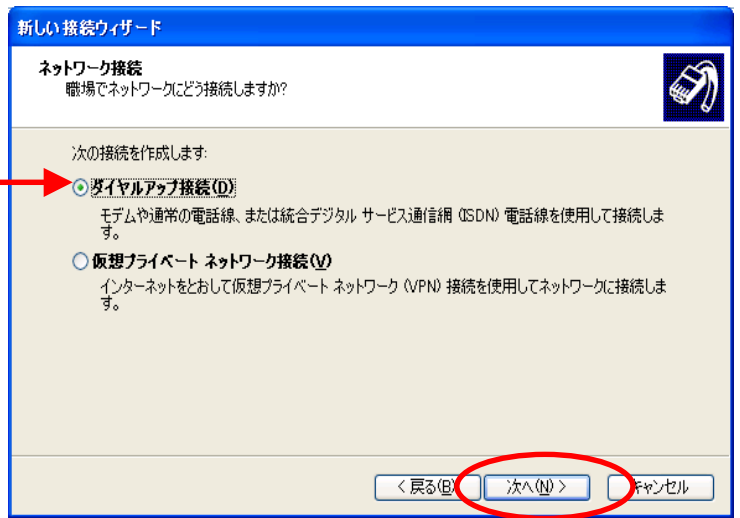 新しい接続ウィザード
ネットワーク接続
職場でネットワークにどう接続しますか?
次の接続を作成します:
ダイヤルアップ接続(D)
モデムや通常の電話線、または統合デジタル サービス通信網 (ISDN) 電話線を使用して接続しま
す。
仮想プライベート ネットワーク接続(V)
インターネットをとおして仮想プライベート ネットワーク (VPN) 接続を使用してネットワークに接続しま
す。
< 戻る(B) 次へ(N) > キャンセル